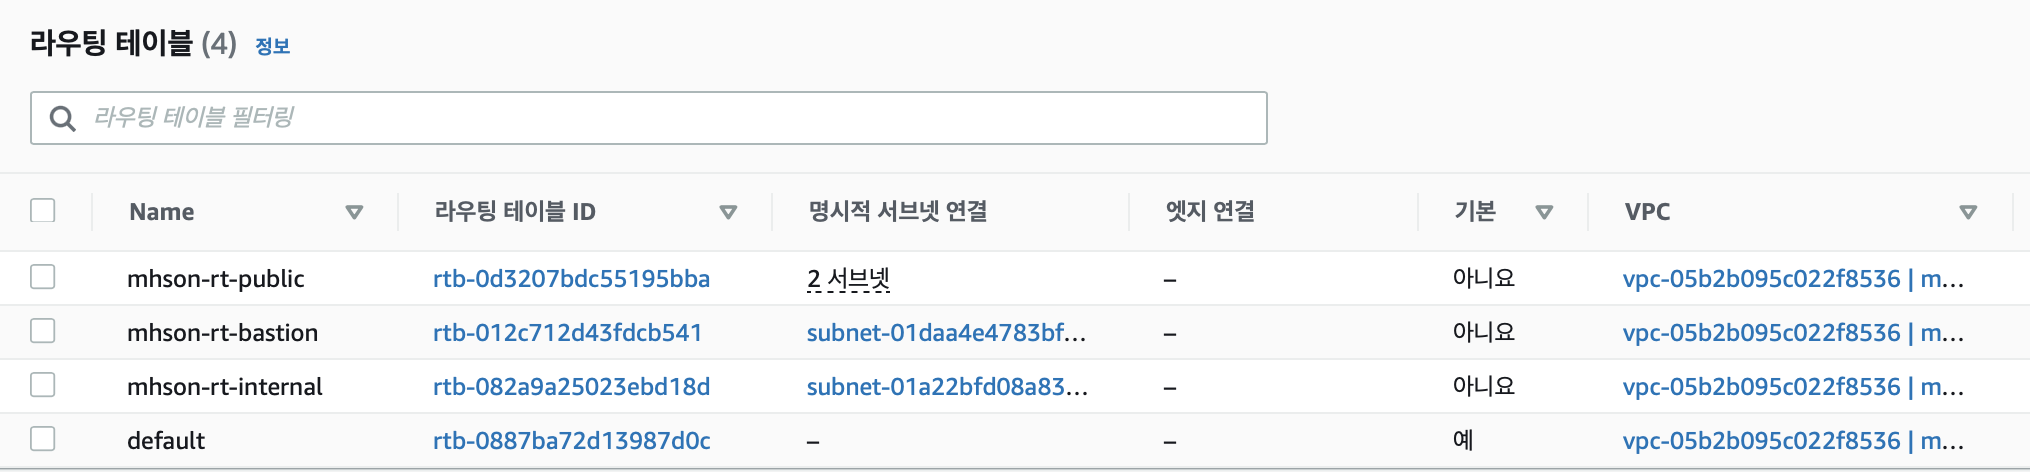 라우팅 테이블 (4) 정보
라우팅 테이블 필터링
Name 라우팅 테이블 ID 명시적 서브넷 연결 엣지 연결 기본 VPC
mhson-rt-public rtb-0d3207bdc55195bba 2 서브넷 – 아니요 vpc-05b2b095c022f8536 | m...
mhson-rt-bastion rtb-012c712d43fdcb541 subnet-01daa4e4783bf... – 아니요 vpc-05b2b095c022f8536 | m...
mhson-rt-internal rtb-082a9a25023ebd18d subnet-01a22bfd08a83... – 아니요 vpc-05b2b095c022f8536 | m...
default rtb-0887ba72d13987d0c – – 예 vpc-05b2b095c022f8536 | m...